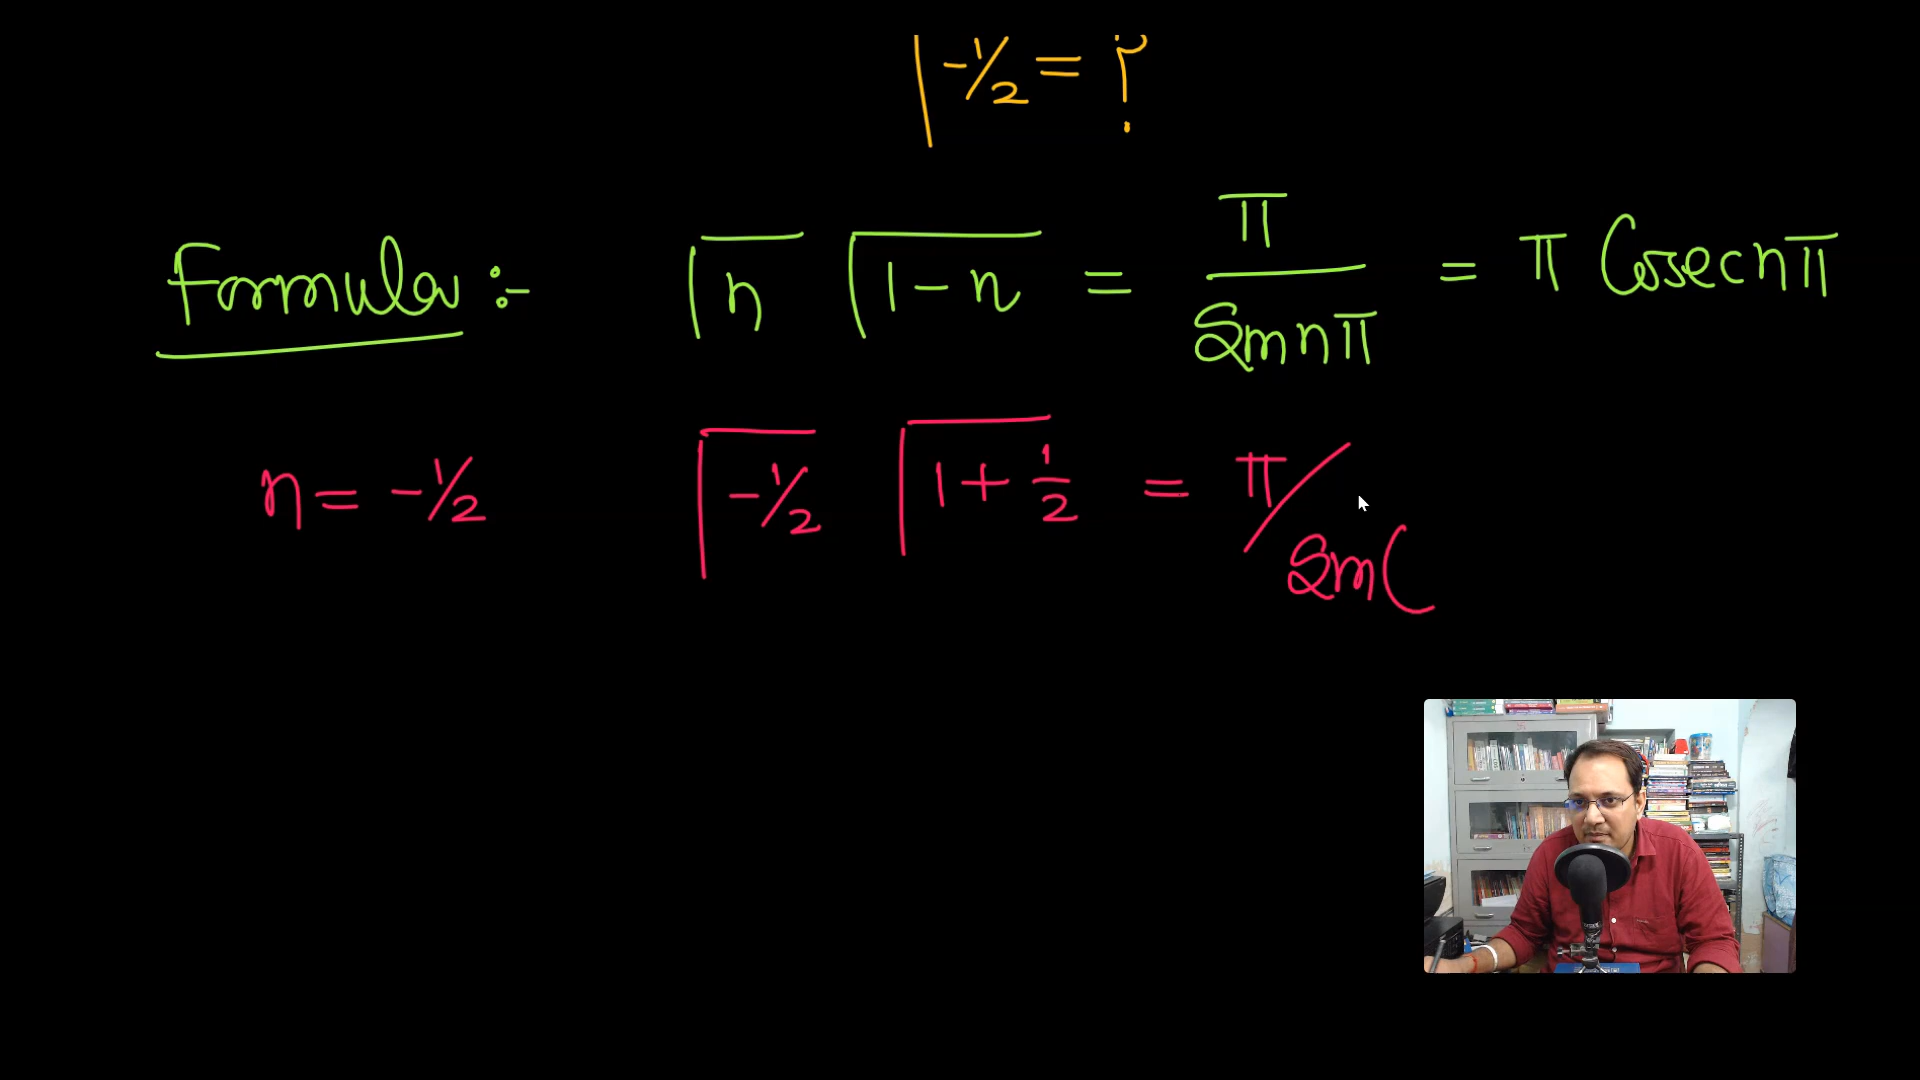 Γ-1/2 = ?
Formula :- Γn Γ1-n = π/Sin nπ = π Cosec nπ
n = -1/2 Γ-1/2 Γ1+1/2 = π/Sin(